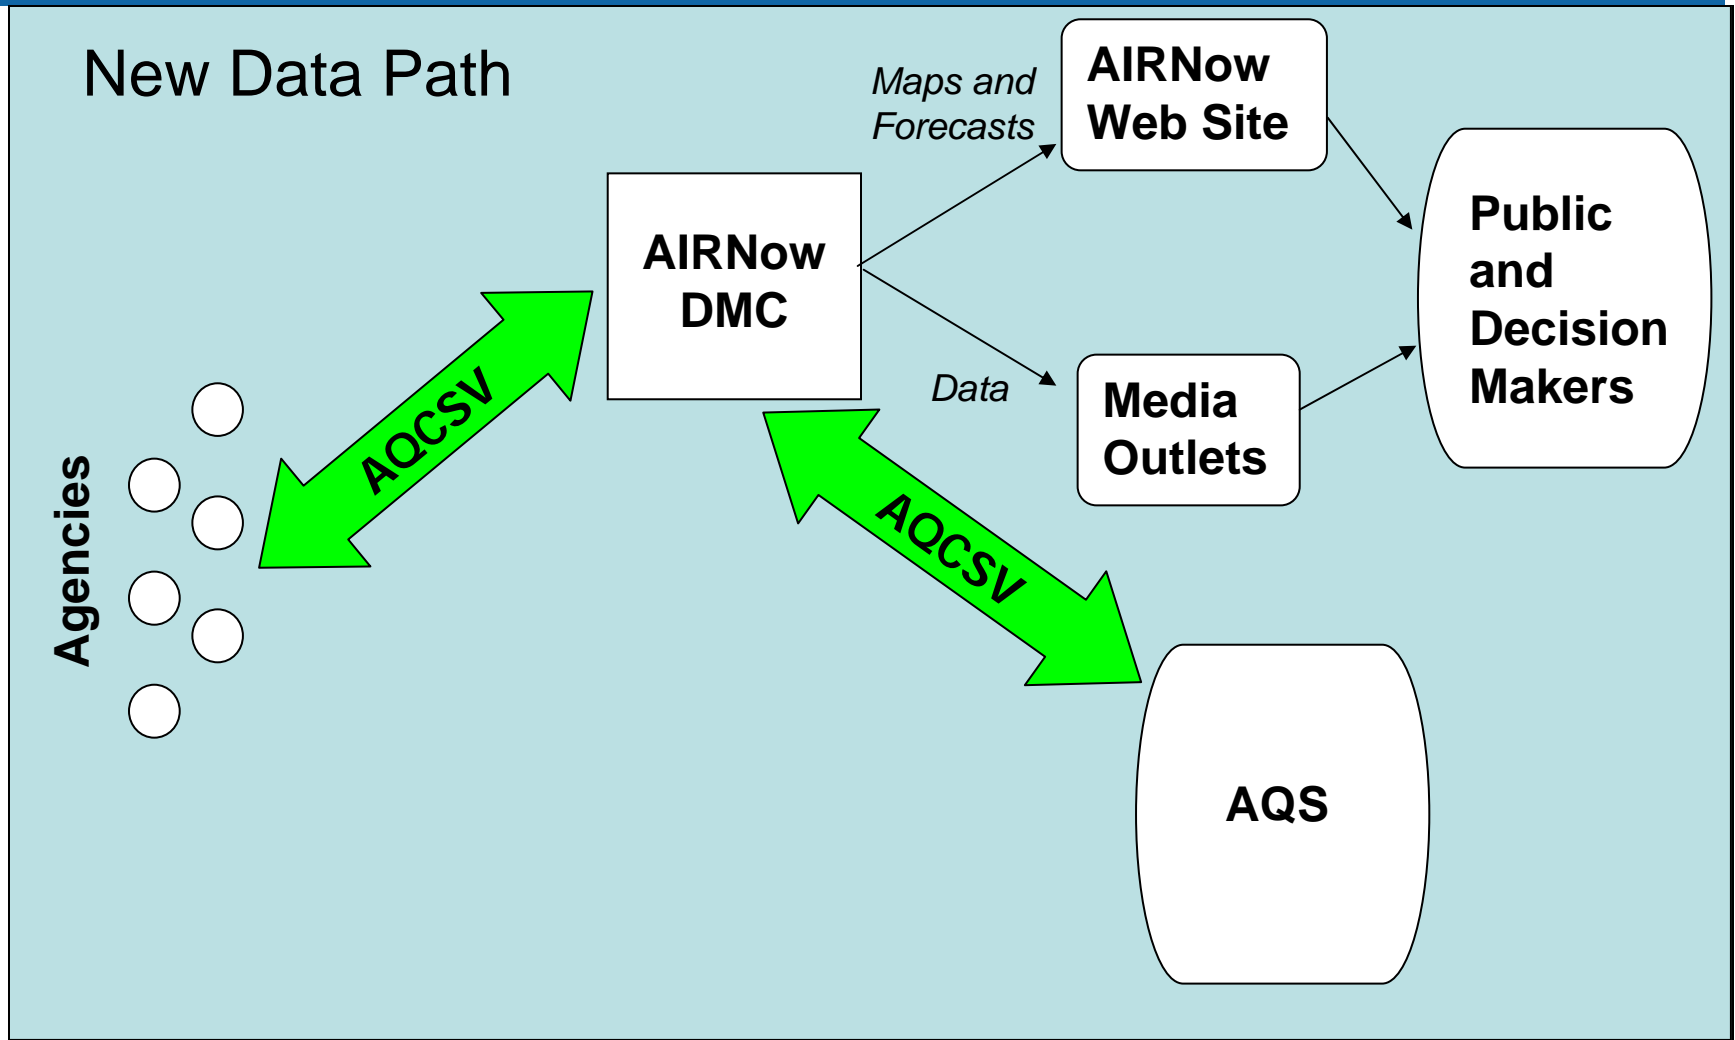 New Data Path
Maps and
Forecasts
AIRNow
Web Site
Public
and
Decision
Makers
AIRNow
DMC
Data
Media
Outlets
AQCSV
AQCSV
Agencies
AQS